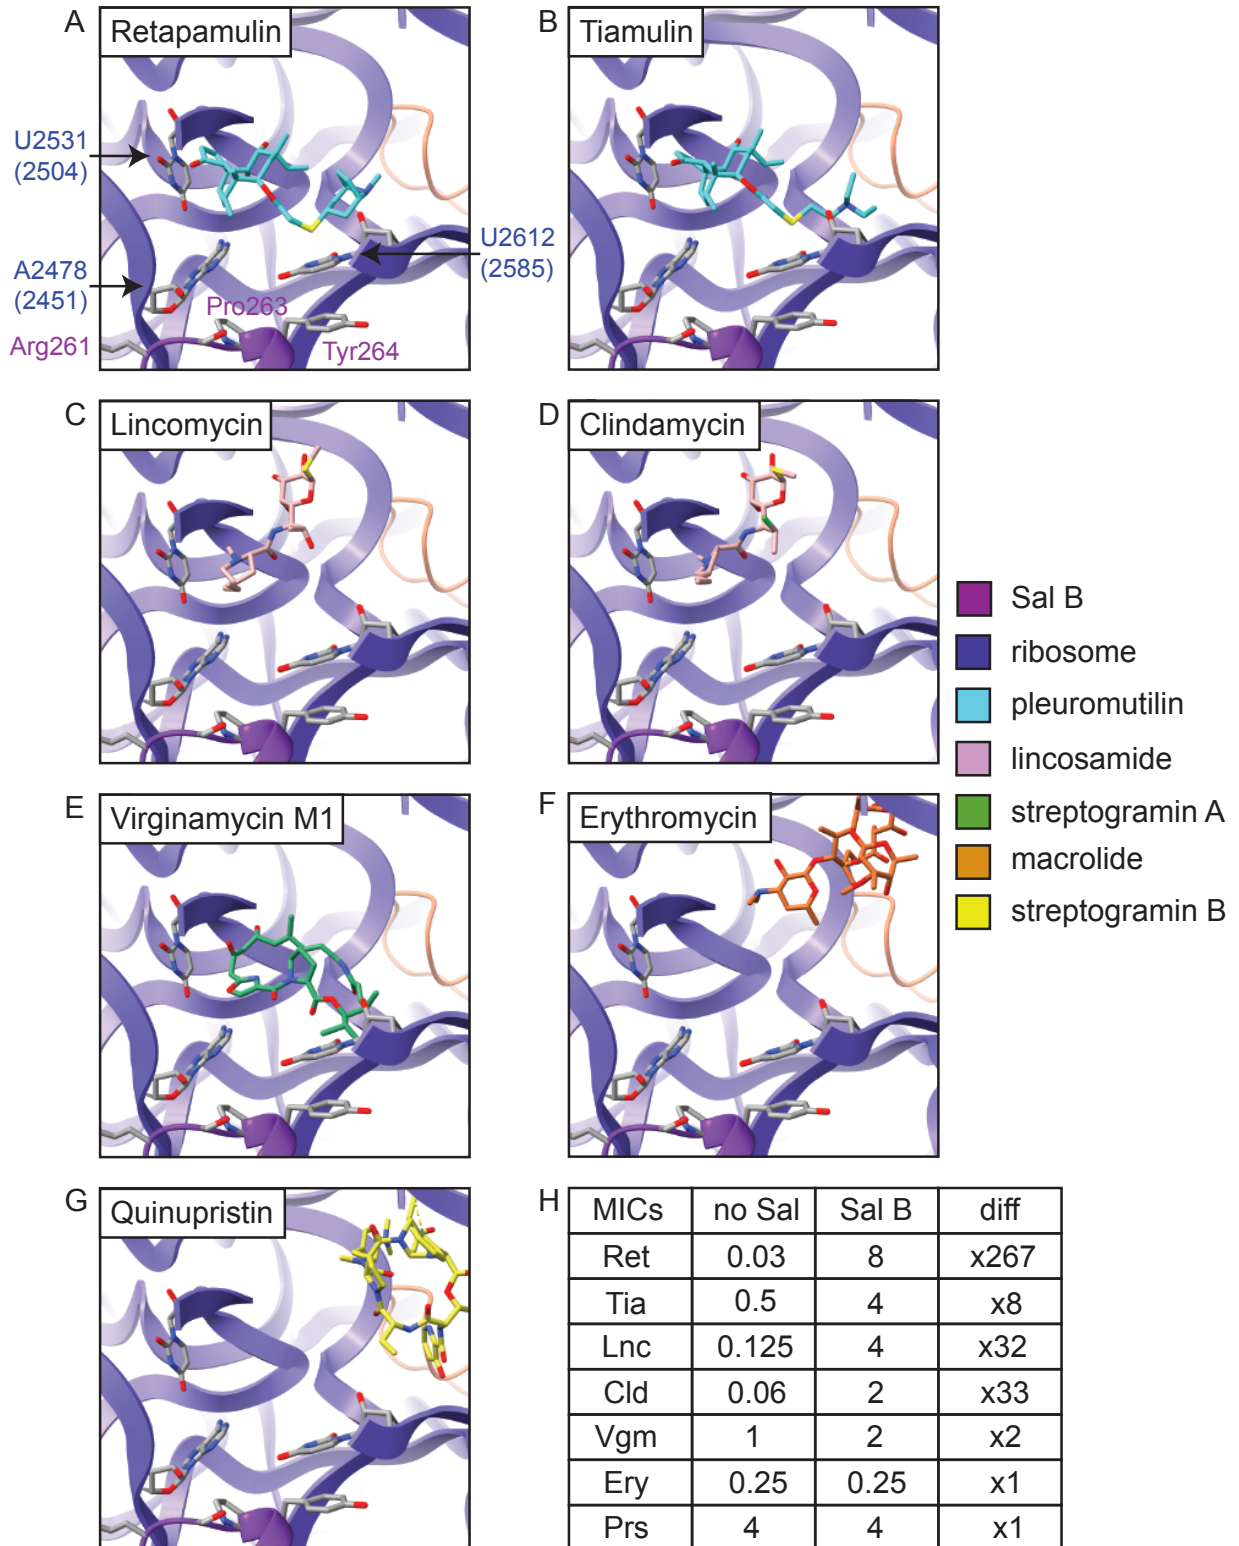 A
Retapamulin
B
Tiamulin
U2531
(2504)
A2478
(2451)
Arg261
Pro263
Tyr264
U2612
(2585)
C
Lincomycin
D
Clindamycin
Sal B
ribosome
pleuromutilin
lincosamide
streptogramin A
macrolide
streptogramin B
E
Virginamycin M1
F
Erythromycin
G
Quinupristin
H
MICs no Sal Sal B diff
Ret 0.03 8 x267
Tia 0.5 4 x8
Lnc 0.125 4 x32
Cld 0.06 2 x33
Vgm 1 2 x2
Ery 0.25 0.25 x1
Prs 4 4 x1